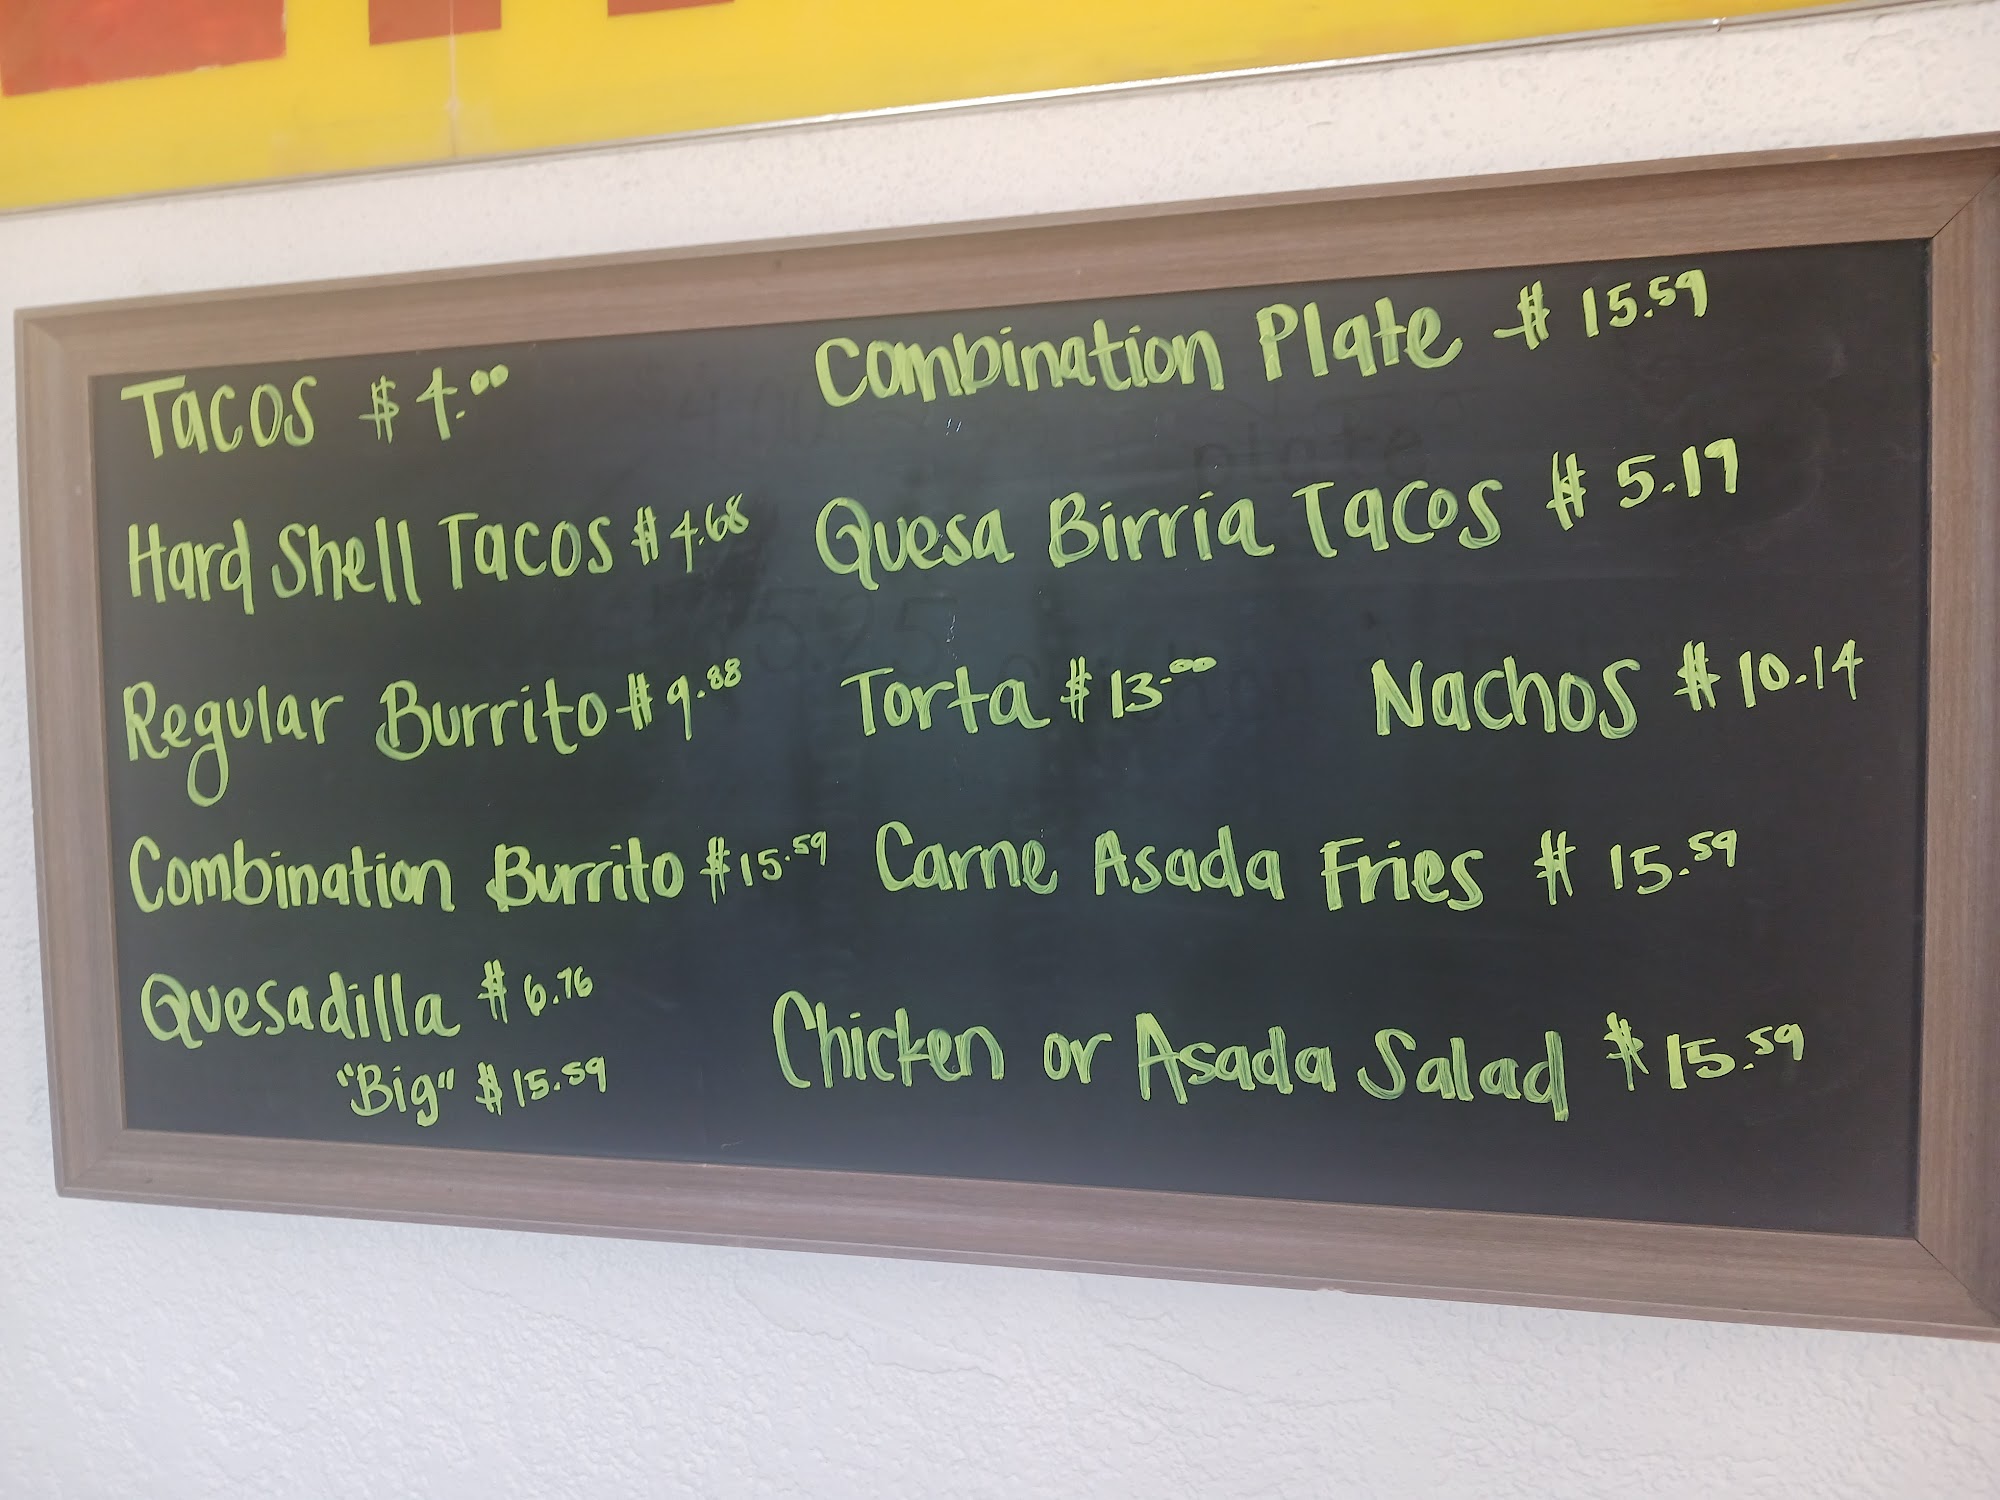 Tacos $4.00
Hard Shell Tacos $4.68
Regular Burrito $9.88
Combination Burrito $15.59
Quesadilla $6.76
"Big" $15.59
Combination Plate $15.59
Quesa Birria Tacos $5.19
Torta $13.00 Nachos $10.14
Carne Asada Fries $15.59
Chicken or Asada Salad $15.59